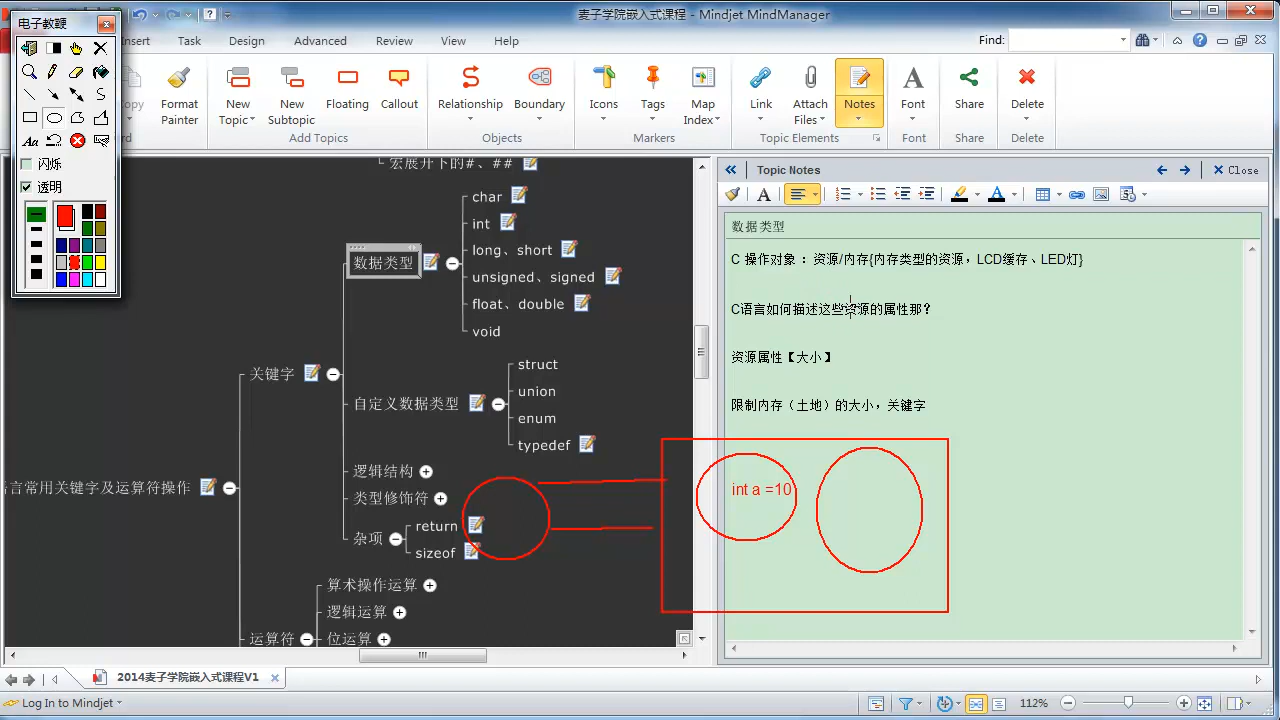 电子教鞭
麦子学院嵌入式课程 - Mindjet MindManager
Insert Task Design Advanced Review View Help
Find:
Copy
Format Painter
New Topic
New Subtopic
Floating
Callout
Add Topics
Relationship
Boundary
Objects
Icons
Tags
Map Index
Markers
Link
Attach Files
Notes
Topic Elements
Font
Font
Share
Share
Delete
Delete
闪烁
透明
宏展开下的#、##
char
int
long、short
unsigned、signed
float、double
void
数据类型
关键字
struct
union
enum
typedef
自定义数据类型
逻辑结构
类型修饰符
return
sizeof
杂项
言常用关键字及运算符操作
算术操作运算
逻辑运算
位运算
运算符
Topic Notes
Close
数据类型
C 操作对象 ：资源/内存{内存类型的资源，LCD缓存、LED灯}
C语言如何描述这些资源的属性那？
资源属性【大小】
限制内存（土地）的大小，关键字
int a =10
2014麦子学院嵌入式课程V1
Log In to Mindjet
112%